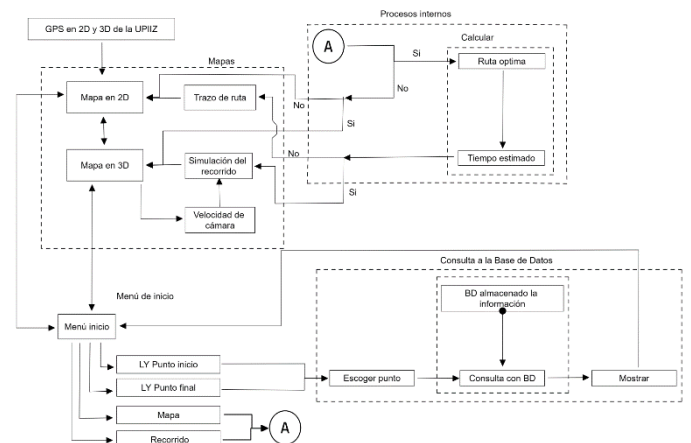 Procesos internos
GPS en 2D y 3D de la UPIIZ
A
Calcular
Si
Ruta optima
Mapas
No
Mapa en 2D
Trazo de ruta
No
Si
No
Mapa en 3D
Simulación del
recorrido
Tiempo estimado
Si
Velocidad de
cámara
Consulta a la Base de Datos
Menú de inicio
BD almacenado la
información
Menú inicio
LY Punto inicio
LY Punto final
Escoger punto
Consulta con BD
Mostrar
Mapa
A
Recorrido